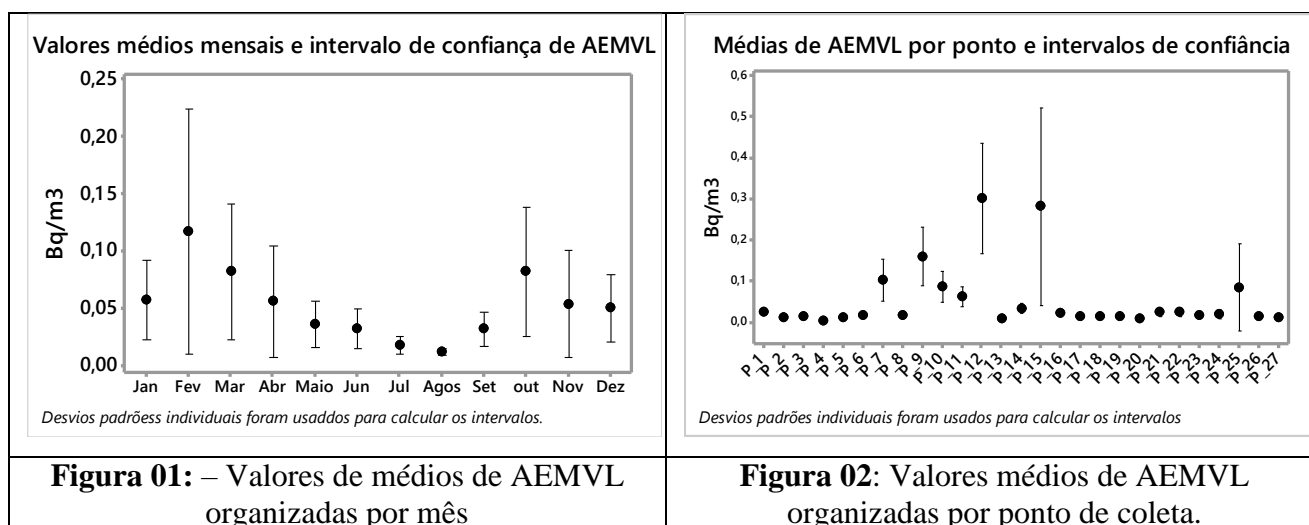 Valores médios mensais e intervalo de confiança de AEMVL
0,25
0,20
0,15
0,10
0,05
0,00
Bq/m3
Jan Fev Mar Abr Maio Jun Jul Agos Set out Nov Dez
Desvios padrõess individuais foram usaddos para calcular os intervalos.
Figura 01: – Valores de médios de AEMVL
organizadas por mês
Médias de AEMVL por ponto e intervalos de confiância
0,6
0,5
0,4
0,3
0,2
0,1
0,0
Bq/m3
P_1 P_2 P_3 P_4 P_5 P_6 P_7 P_8 P_9 P_10 P_11 P_12 P_13 P_14 P_15 P_16 P_17 P_18 P_19 P_20 P_21 P_22 P_23 P_24 P_25 P_26 P_27
Desvios padrões individuais foram usados para calcular os intervalos
Figura 02: Valores médios de AEMVL
organizadas por ponto de coleta.